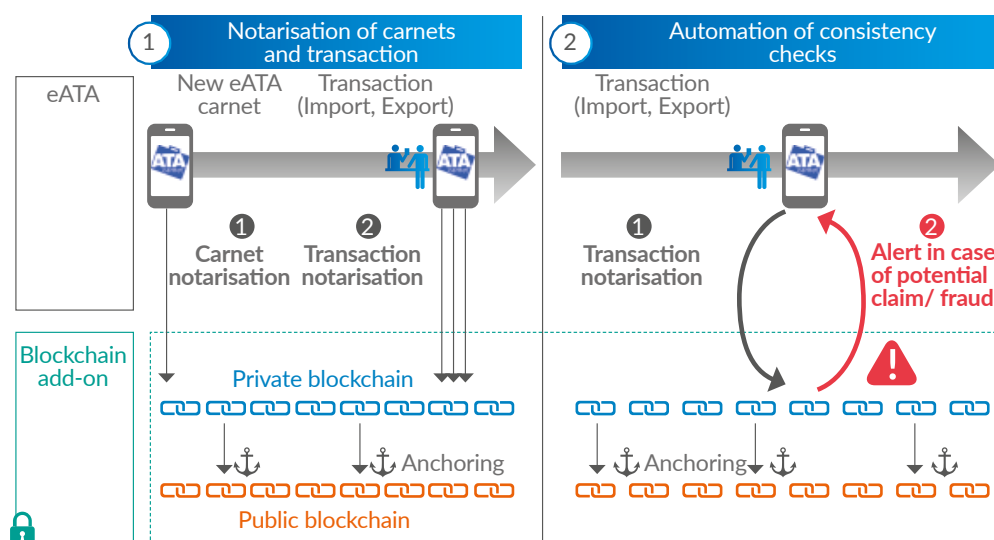 1
Notarisation of carnets
and transaction
2
Automation of consistency
checks
eATA
New eATA
carnet
Transaction
(Import, Export)
Transaction
(Import, Export)
ATA
ATA
ATA
1
Carnet
notarisation
2
Transaction
notarisation
1
Transaction
notarisation
2
Alert in case
of potential
claim/ fraud
Blockchain
add-on
Private blockchain
Anchoring
Anchoring
Public blockchain